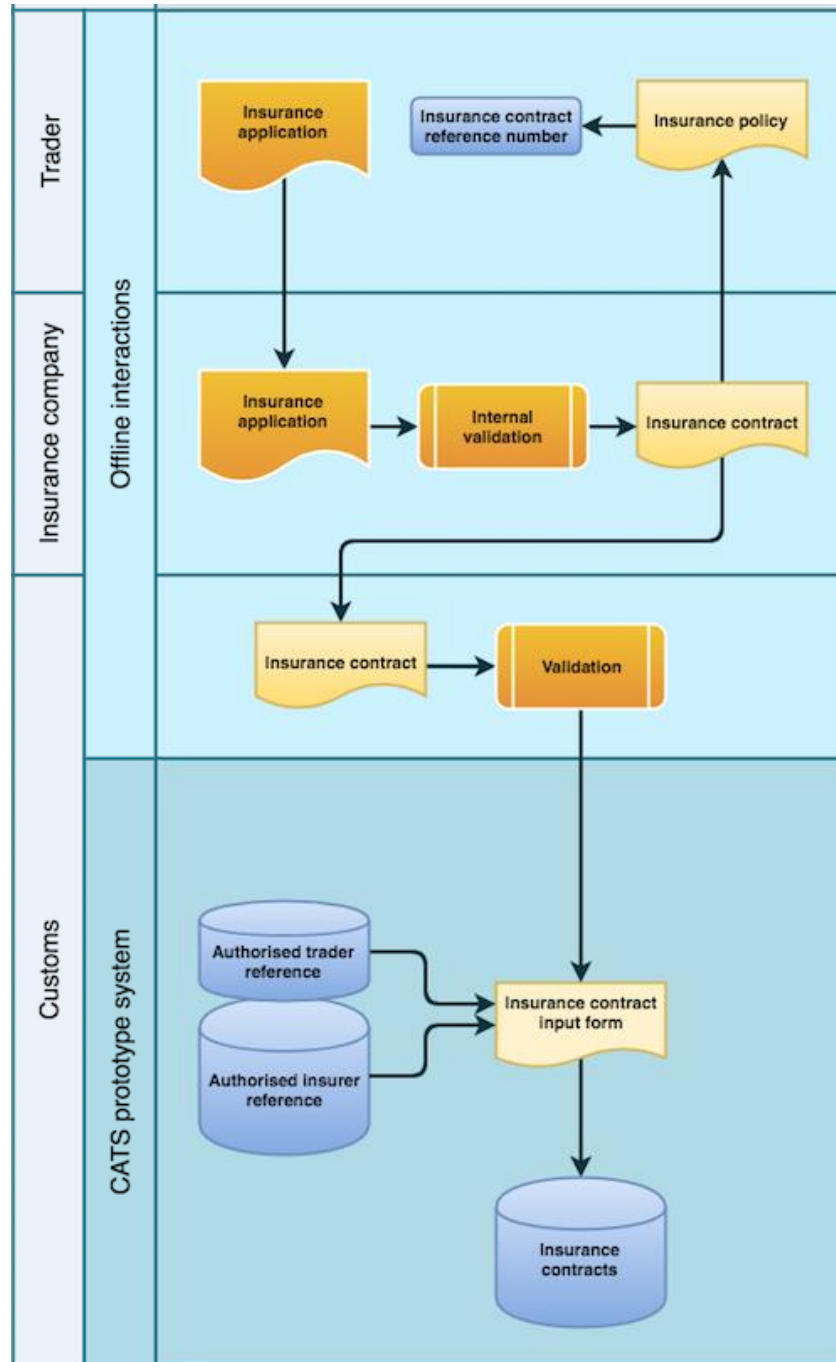 Trader
Insurance
application
Insurance contract
reference number
Insurance policy
Offline interactions
Insurance company
Insurance
application
Internal
validation
Insurance contract
Customs
Insurance contract
Validation
CATS prototype system
Authorised trader
reference
Insurance contract
input form
Authorised insurer
reference
Insurance
contracts